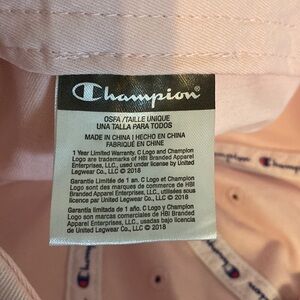 Champion
OSFA /TAILLE UNIQUE
UNA TALLA PARA TODOS
MADE IN CHINA I HECHO EN CHINA
FABRIQUÉ EN CHINE
1 Year Limited Warranty. C Logo and Champion
Logo are trademarks of HBI Branded Apparel
Enterprises, LLC., used under license by United
Legwear Co., LLC © 2018
Garantie Limitée de 1 an. C Logo et Champion
Logo sont des marques de commerce de HBI
Branded Apparel Enterprises, LLC., utilisées
sous licence de United Legwear Co., LLC © 2018
Garantía limitada de 1 año. C Logo y Champion
Logo son marcas comerciales de HBI Branded
Apparel Enterprises, LLC., usadas bajo licencia
de United Legwear Co., LLC © 2018